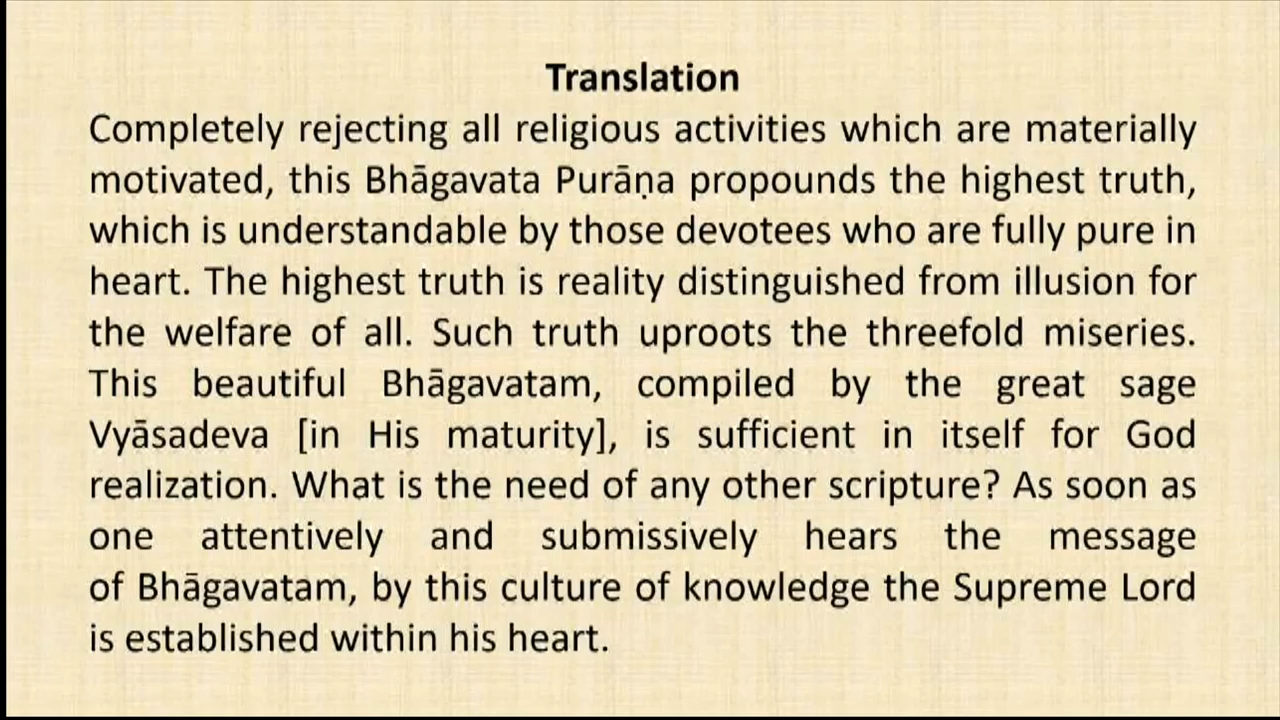 Translation
Completely rejecting all religious activities which are materially
motivated, this Bhāgavata Purāṇa propounds the highest truth,
which is understandable by those devotees who are fully pure in
heart. The highest truth is reality distinguished from illusion for
the welfare of all. Such truth uproots the threefold miseries.
This beautiful Bhāgavatam, compiled by the great sage
Vyāsadeva [in His maturity], is sufficient in itself for God
realization. What is the need of any other scripture? As soon as
one attentively and submissively hears the message
of Bhāgavatam, by this culture of knowledge the Supreme Lord
is established within his heart.